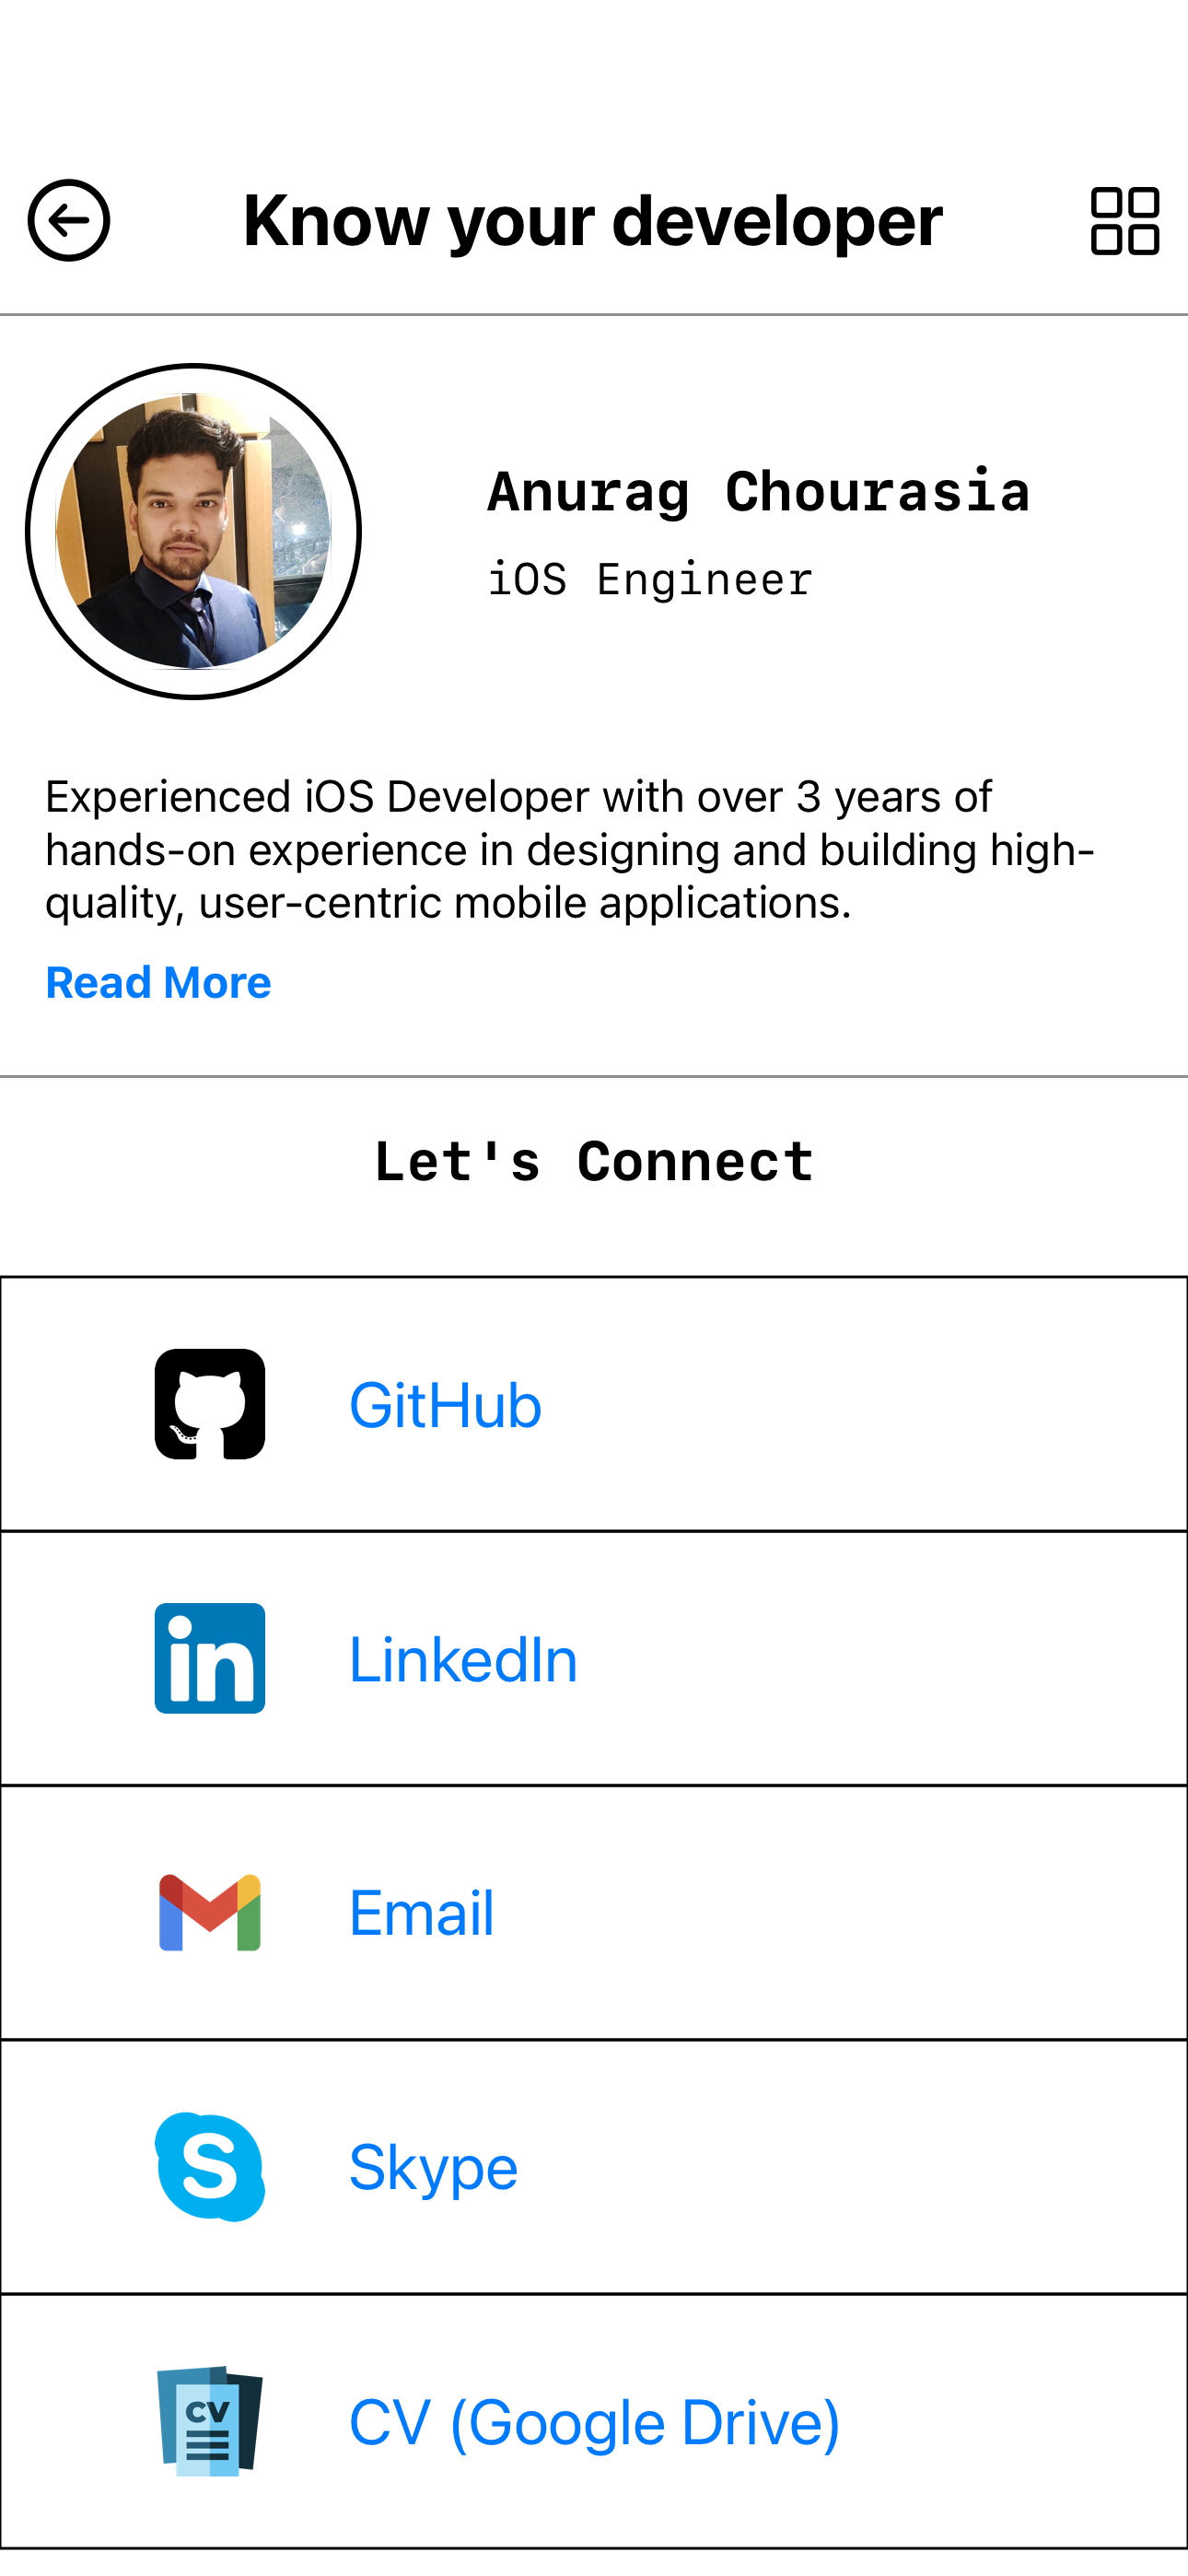 Know your developer
Anurag Chourasia
iOS Engineer
Experienced iOS Developer with over 3 years of
hands-on experience in designing and building high-
quality, user-centric mobile applications.
Read More
Let's Connect
GitHub
in
LinkedIn
Email
S
Skype
CV
CV (Google Drive)